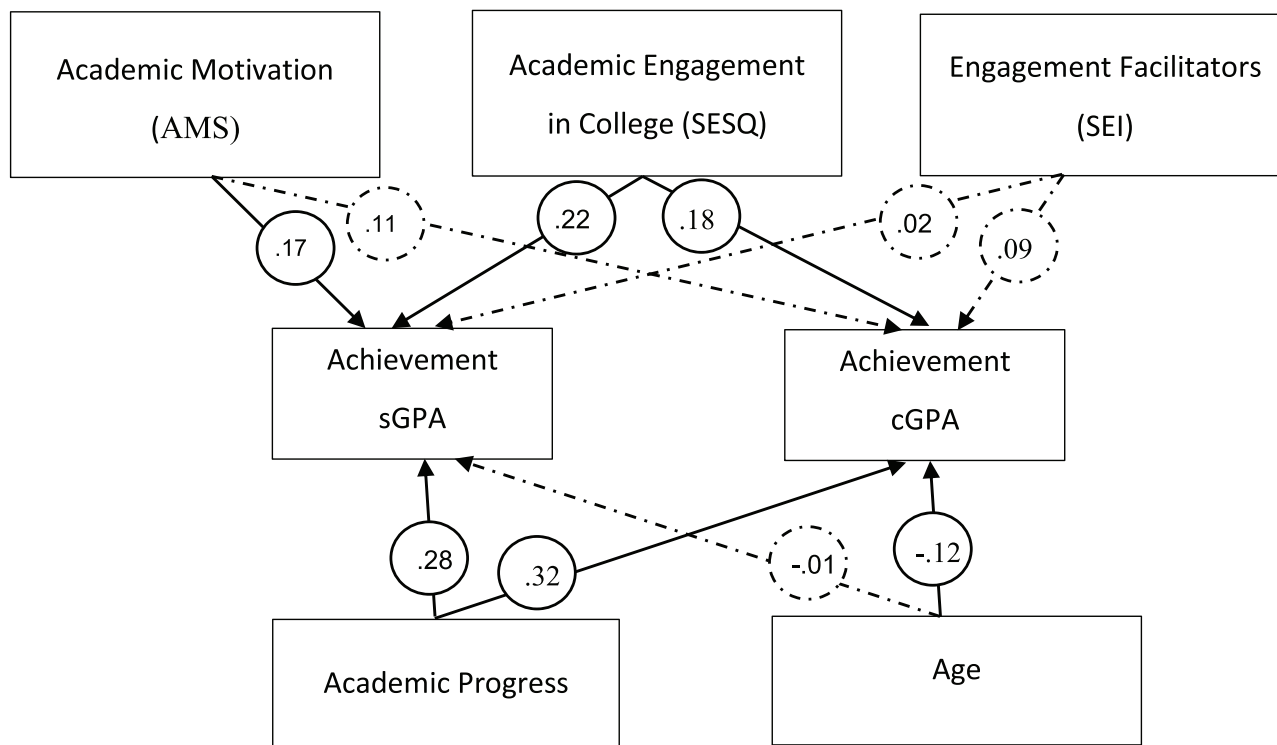 Academic Motivation
(AMS)
Academic Engagement
in College (SESQ)
Engagement Facilitators
(SEI)
.17
.11
.22
.18
.02
.09
Achievement
sGPA
Achievement
cGPA
.28
.32
-.01
-.12
Academic Progress
Age